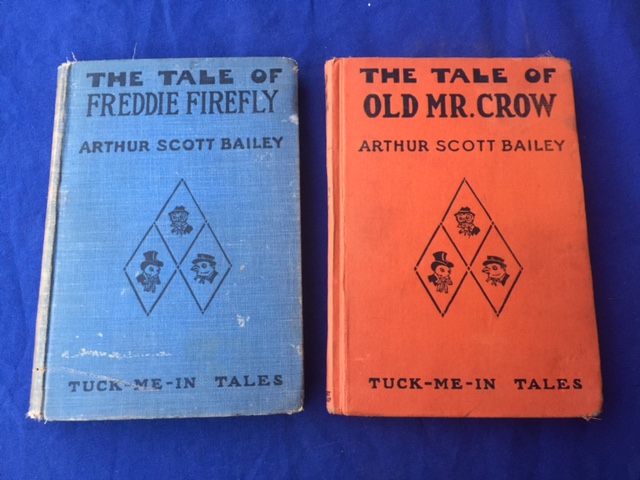 THE TALE OF
FREDDIE FIREFLY
ARTHUR SCOTT BAILEY
TUCK-ME-IN TALES
THE TALE OF
OLD MR. CROW
ARTHUR SCOTT BAILEY
TUCK-ME-IN TALES